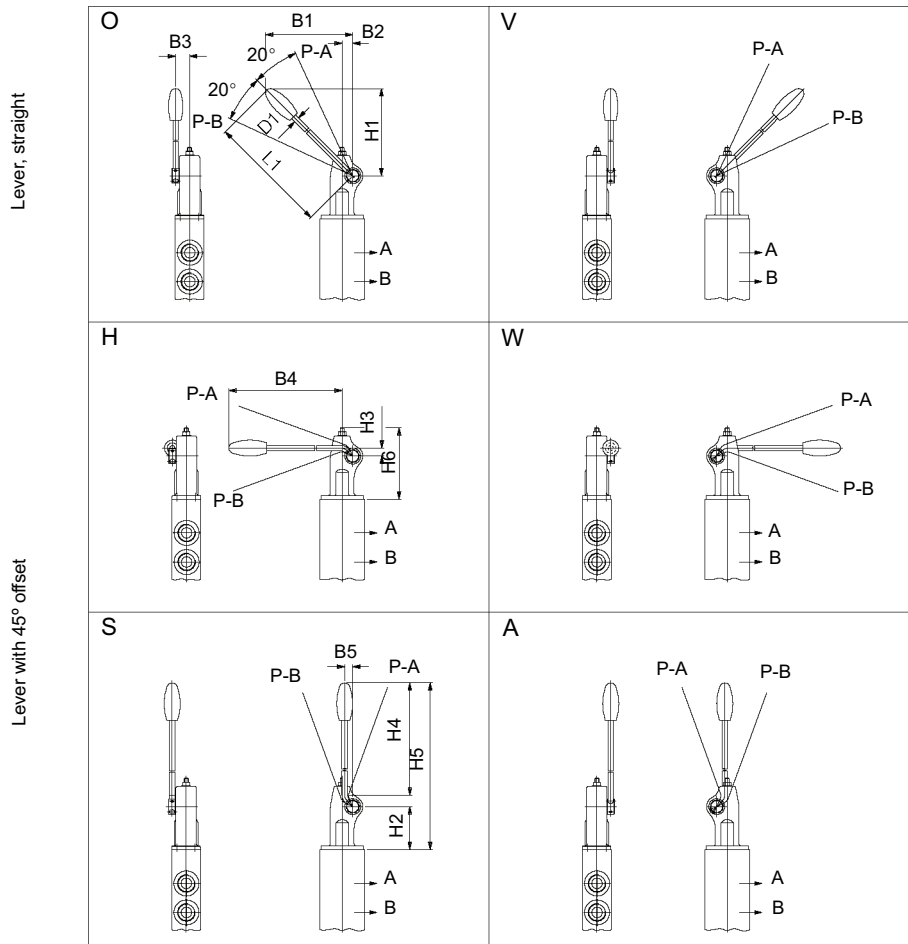 Lever, straight
O
B1
B2
B3
P-A
20°
20°
P-B
D1
L1
H1
A
B
V
P-A
P-B
A
B
Lever with 45º offset
H
B4
P-A
H3
H6
P-B
A
B
W
P-A
P-B
A
B
S
B5
P-B
P-A
H4
H5
H2
A
B
A
P-A
P-B
A
B